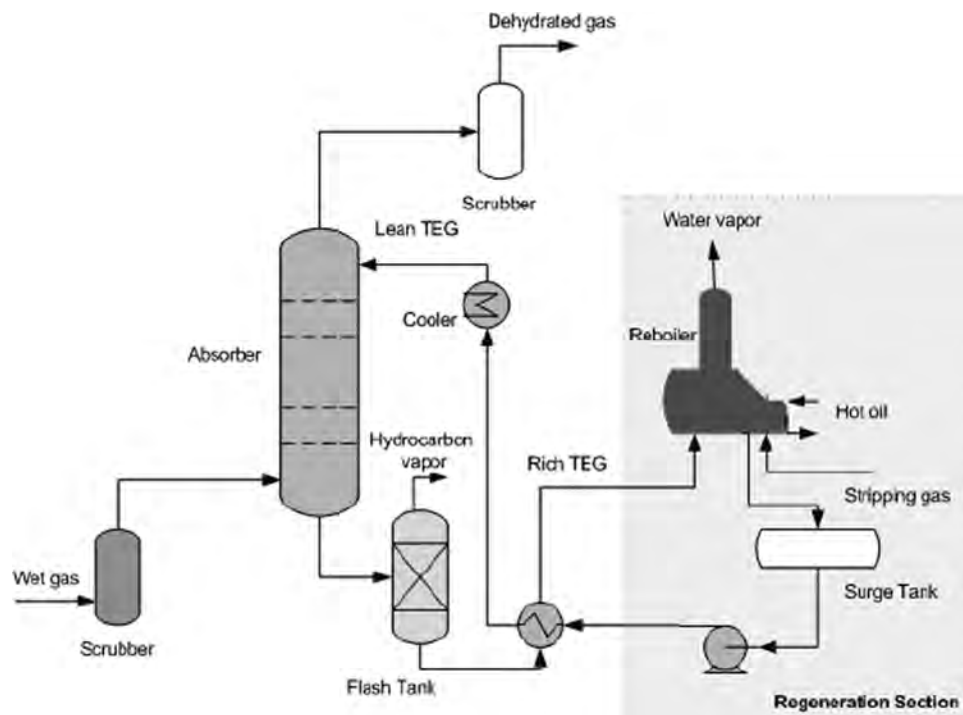 Dehydrated gas
Scrubber
Lean TEG
Water vapor
Cooler
Reboiler
Absorber
Hot oil
Hydrocarbon
vapor
Rich TEG
Stripping gas
Wet gas
Surge Tank
Scrubber
Flash Tank
Regeneration Section